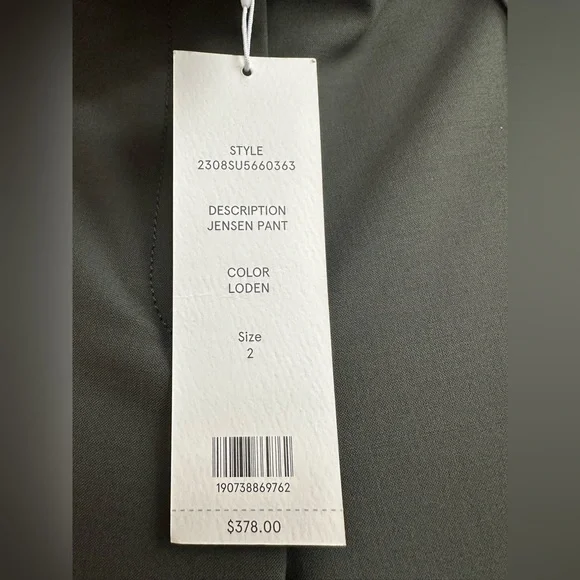 STYLE
2308SU5660363
DESCRIPTION
JENSEN PANT
COLOR
LODEN
Size
2
190738869762
$378.00